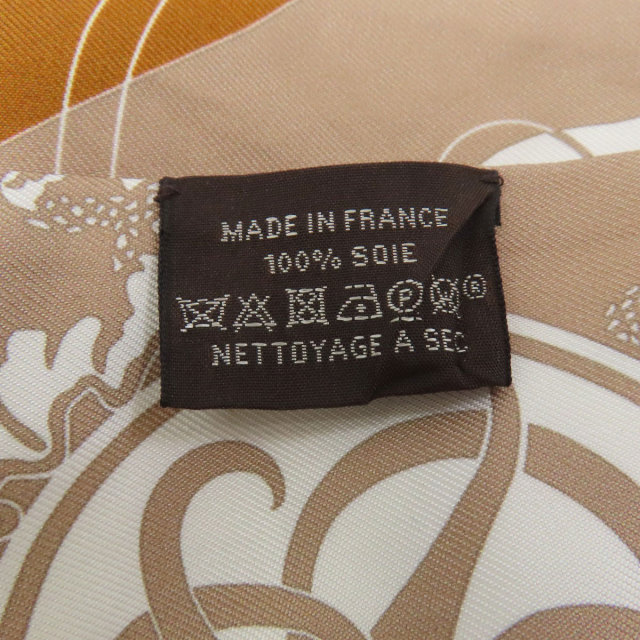 MADE IN FRANCE
100% SOIE
P
NETTOYAGE A SEC